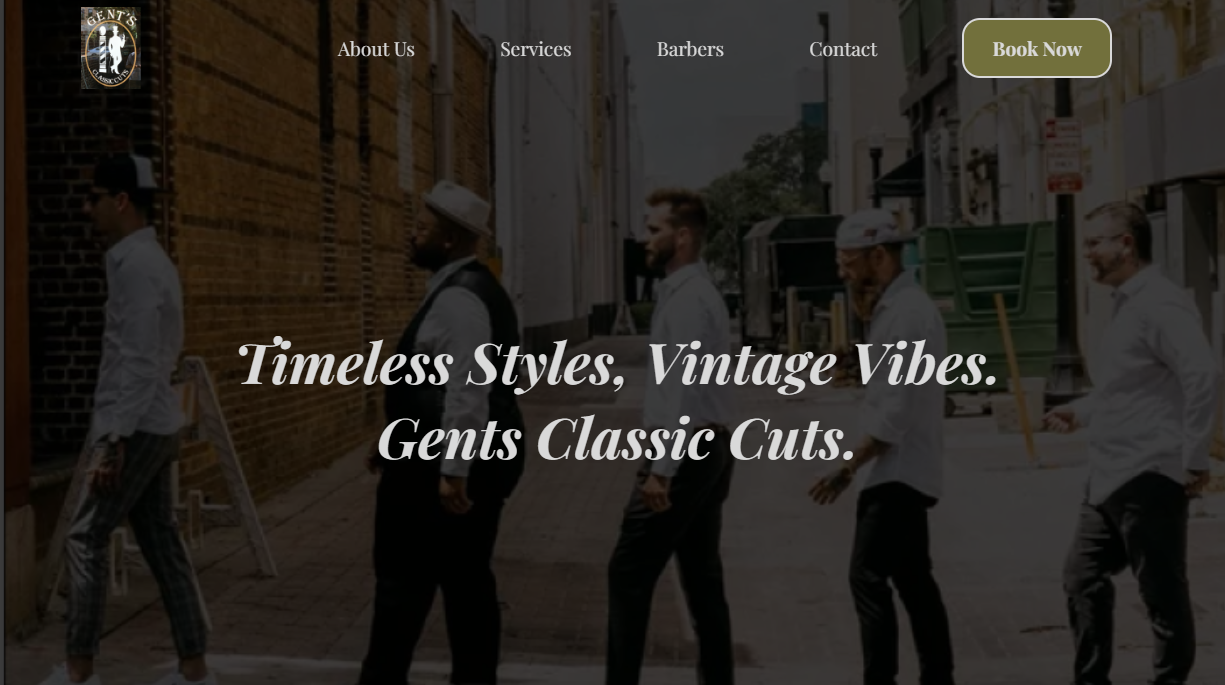 GENT'S
CLASSIC CUTS
About Us
Services
Barbers
Contact
Book Now
Timeless Styles, Vintage Vibes.
Gents Classic Cuts.